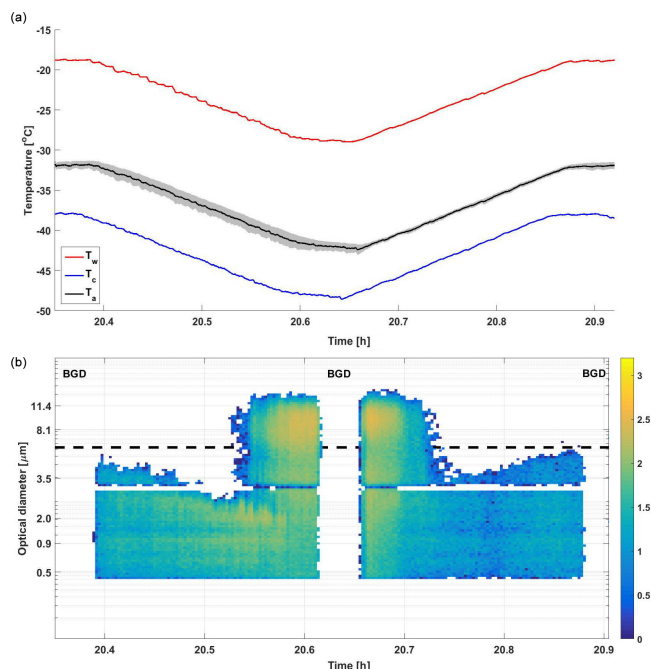 (a)
-15
-20
-25
-30
-35
-40
-45
-50
Temperature [°C]
T_w
T_c
T_a
20.4
20.5
20.6
20.7
20.8
20.9
Time [h]
(b)
BGD
BGD
BGD
11.4
8.1
3.5
2.0
0.9
0.5
Optical diameter [μm]
3
2.5
2
1.5
1
0.5
0
20.4
20.5
20.6
20.7
20.8
20.9
Time [h]